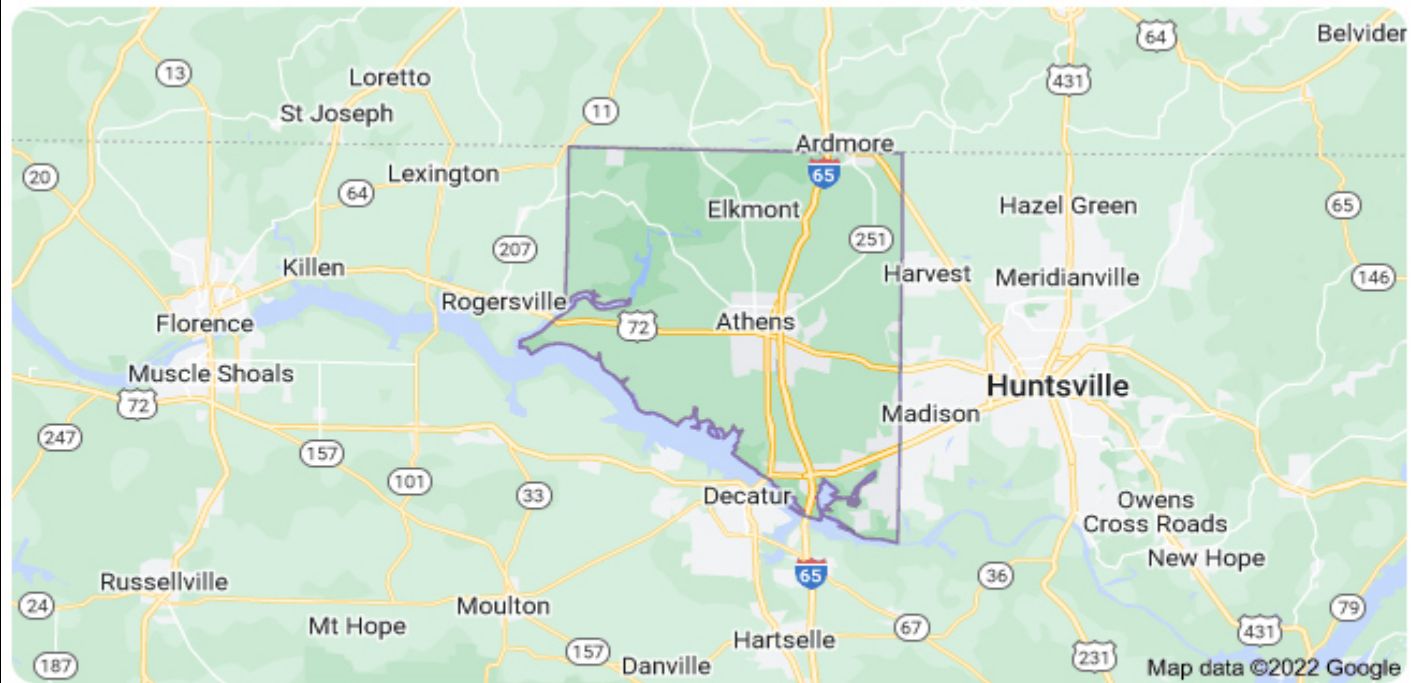 64
Belvider
13
Loretto
431
St Joseph
11
Ardmore
65
20
Lexington
64
Elkmont
Hazel Green
65
207
251
Killen
Harvest
Meridianville
146
Rogersville
Florence
72
Athens
Muscle Shoals
Huntsville
72
Madison
247
157
101
33
Decatur
Owens
Cross Roads
New Hope
65
36
Russellville
24
Moulton
79
Mt Hope
67
431
Hartselle
157
187
Danville
231
Map data ©2022 Google